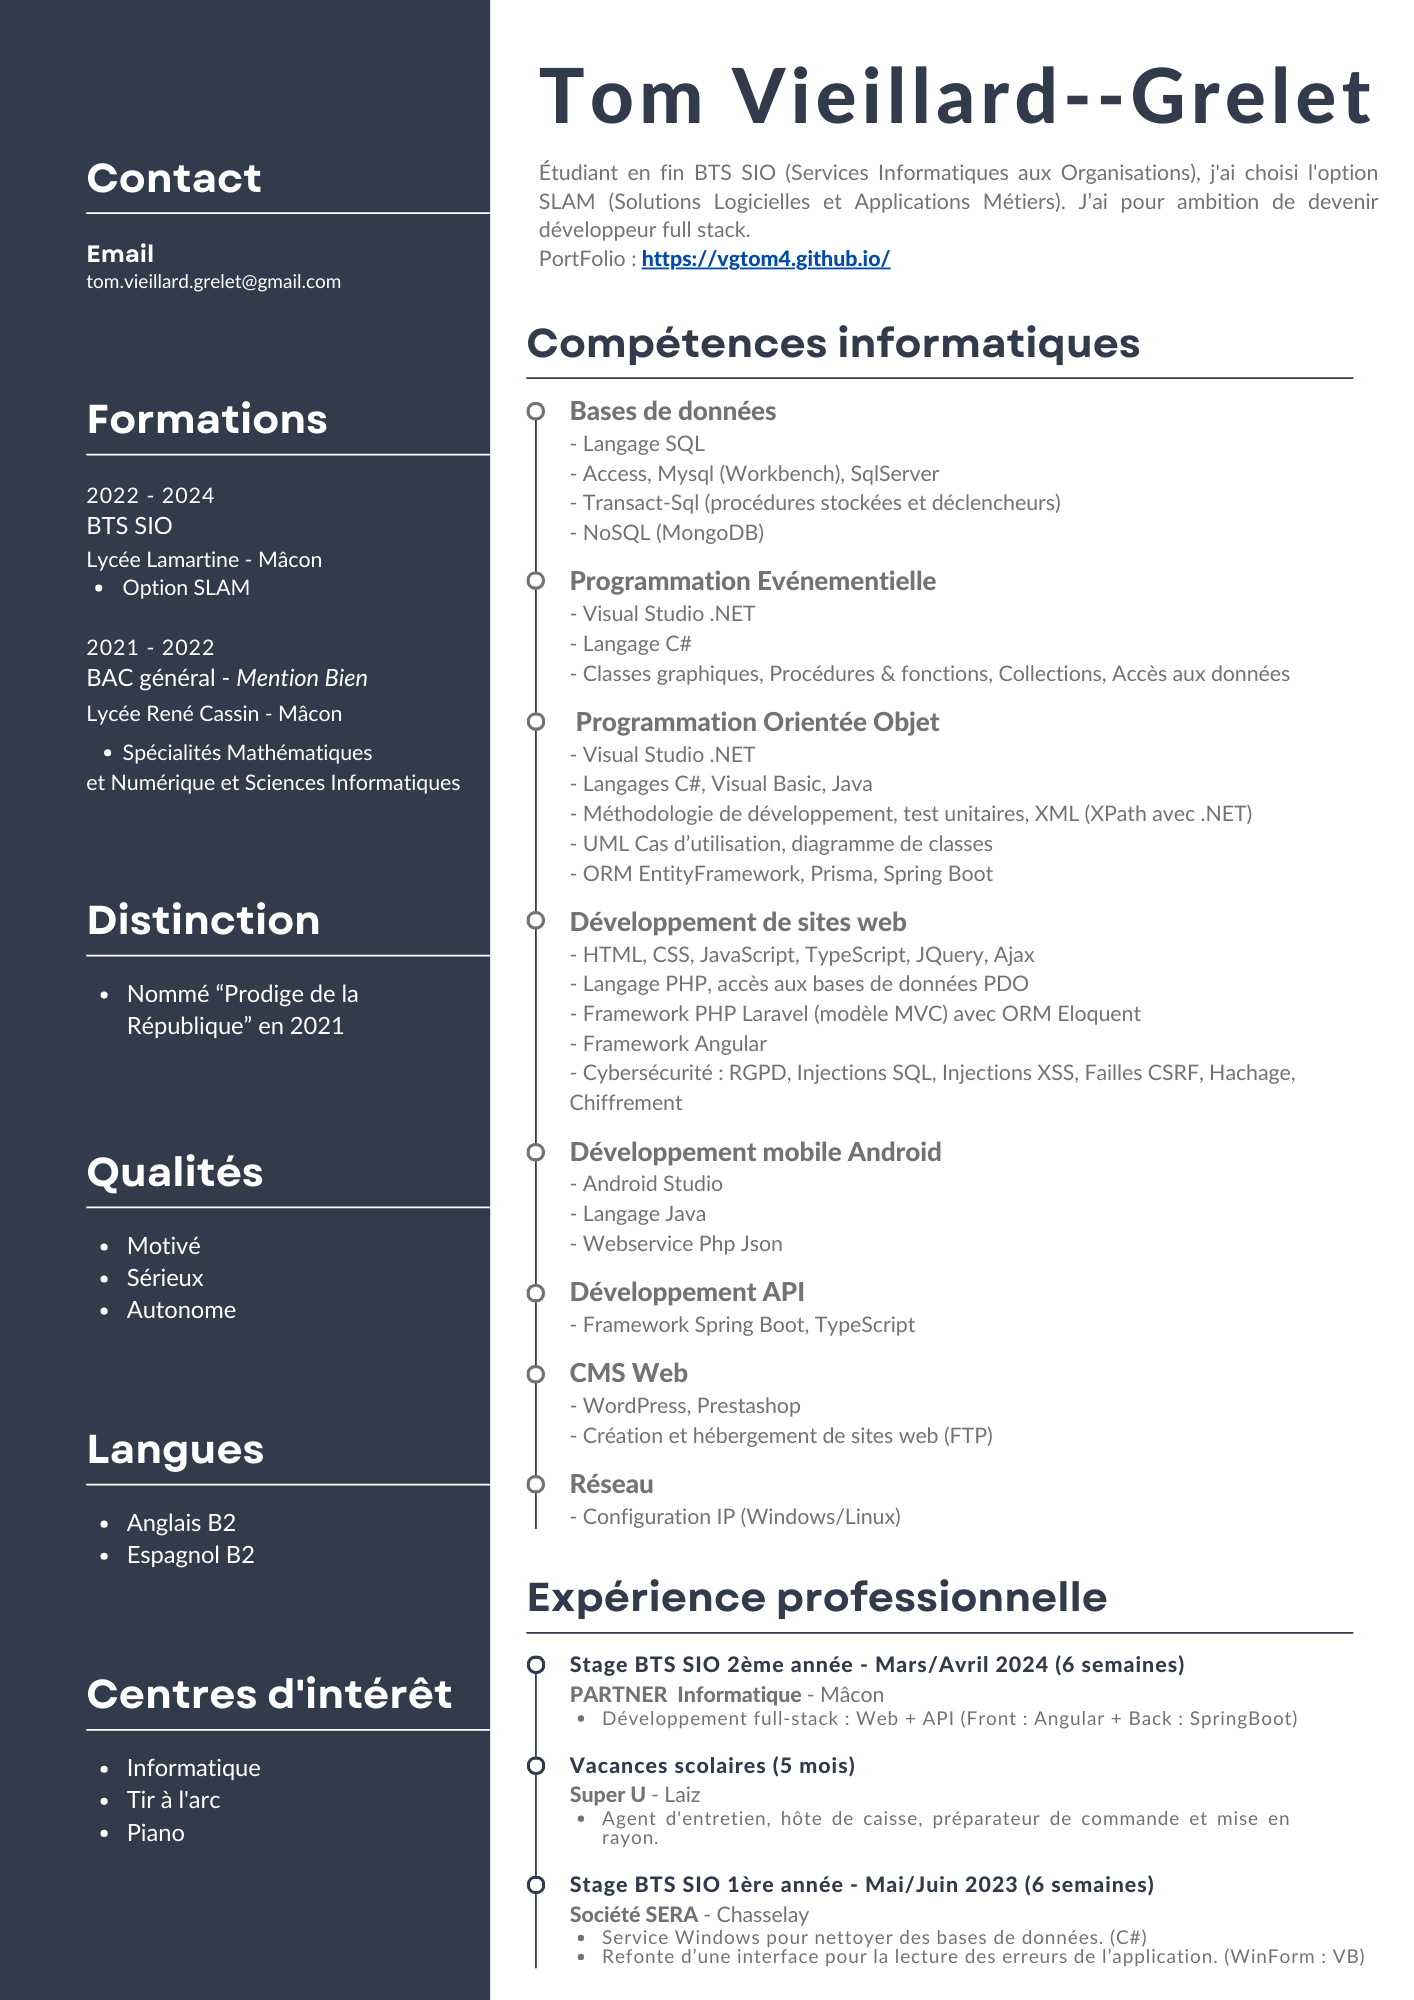 Tom Vieillard--Grelet
Étudiant en fin BTS SIO (Services Informatiques aux Organisations), j'ai choisi l'option
SLAM (Solutions Logicielles et Applications Métiers). J’ai pour ambition de devenir
développeur full stack.
PortFolio : https://vgtom4.github.io/
Contact
Email
tom.vieillard.grelet@gmail.com
Formations
2022 - 2024
BTS SIO
Lycée Lamartine - Mâcon
• Option SLAM
2021 - 2022
BAC général - Mention Bien
Lycée René Cassin - Mâcon
• Spécialités Mathématiques
et Numérique et Sciences Informatiques
Distinction
• Nommé “Prodige de la
République” en 2021
Qualités
• Motivé
• Sérieux
• Autonome
Langues
• Anglais B2
• Espagnol B2
Centres d'intérêt
• Informatique
• Tir à l'arc
• Piano
Compétences informatiques
Bases de données
- Langage SQL
- Access, Mysql (Workbench), SqlServer
- Transact-Sql (procédures stockées et déclencheurs)
- NoSQL (MongoDB)
Programmation Evénementielle
- Visual Studio .NET
- Langage C#
- Classes graphiques, Procédures & fonctions, Collections, Accès aux données
Programmation Orientée Objet
- Visual Studio .NET
- Langages C#, Visual Basic, Java
- Méthodologie de développement, test unitaires, XML (XPath avec .NET)
- UML Cas d’utilisation, diagramme de classes
- ORM EntityFramework, Prisma, Spring Boot
Développement de sites web
- HTML, CSS, JavaScript, TypeScript, JQuery, Ajax
- Langage PHP, accès aux bases de données PDO
- Framework PHP Laravel (modèle MVC) avec ORM Eloquent
- Framework Angular
- Cybersécurité : RGPD, Injections SQL, Injections XSS, Failles CSRF, Hachage,
Chiffrement
Développement mobile Android
- Android Studio
- Langage Java
- Webservice Php Json
Développement API
- Framework Spring Boot, TypeScript
CMS Web
- WordPress, Prestashop
- Création et hébergement de sites web (FTP)
Réseau
- Configuration IP (Windows/Linux)
Expérience professionnelle
Stage BTS SIO 2ème année - Mars/Avril 2024 (6 semaines)
PARTNER Informatique - Mâcon
• Développement full-stack : Web + API (Front : Angular + Back : SpringBoot)
Vacances scolaires (5 mois)
Super U - Laiz
• Agent d'entretien, hôte de caisse, préparateur de commande et mise en
rayon.
Stage BTS SIO 1ère année - Mai/Juin 2023 (6 semaines)
Société SERA - Chasselay
• Service Windows pour nettoyer des bases de données. (C#)
• Refonte d’une interface pour la lecture des erreurs de l’application. (WinForm : VB)